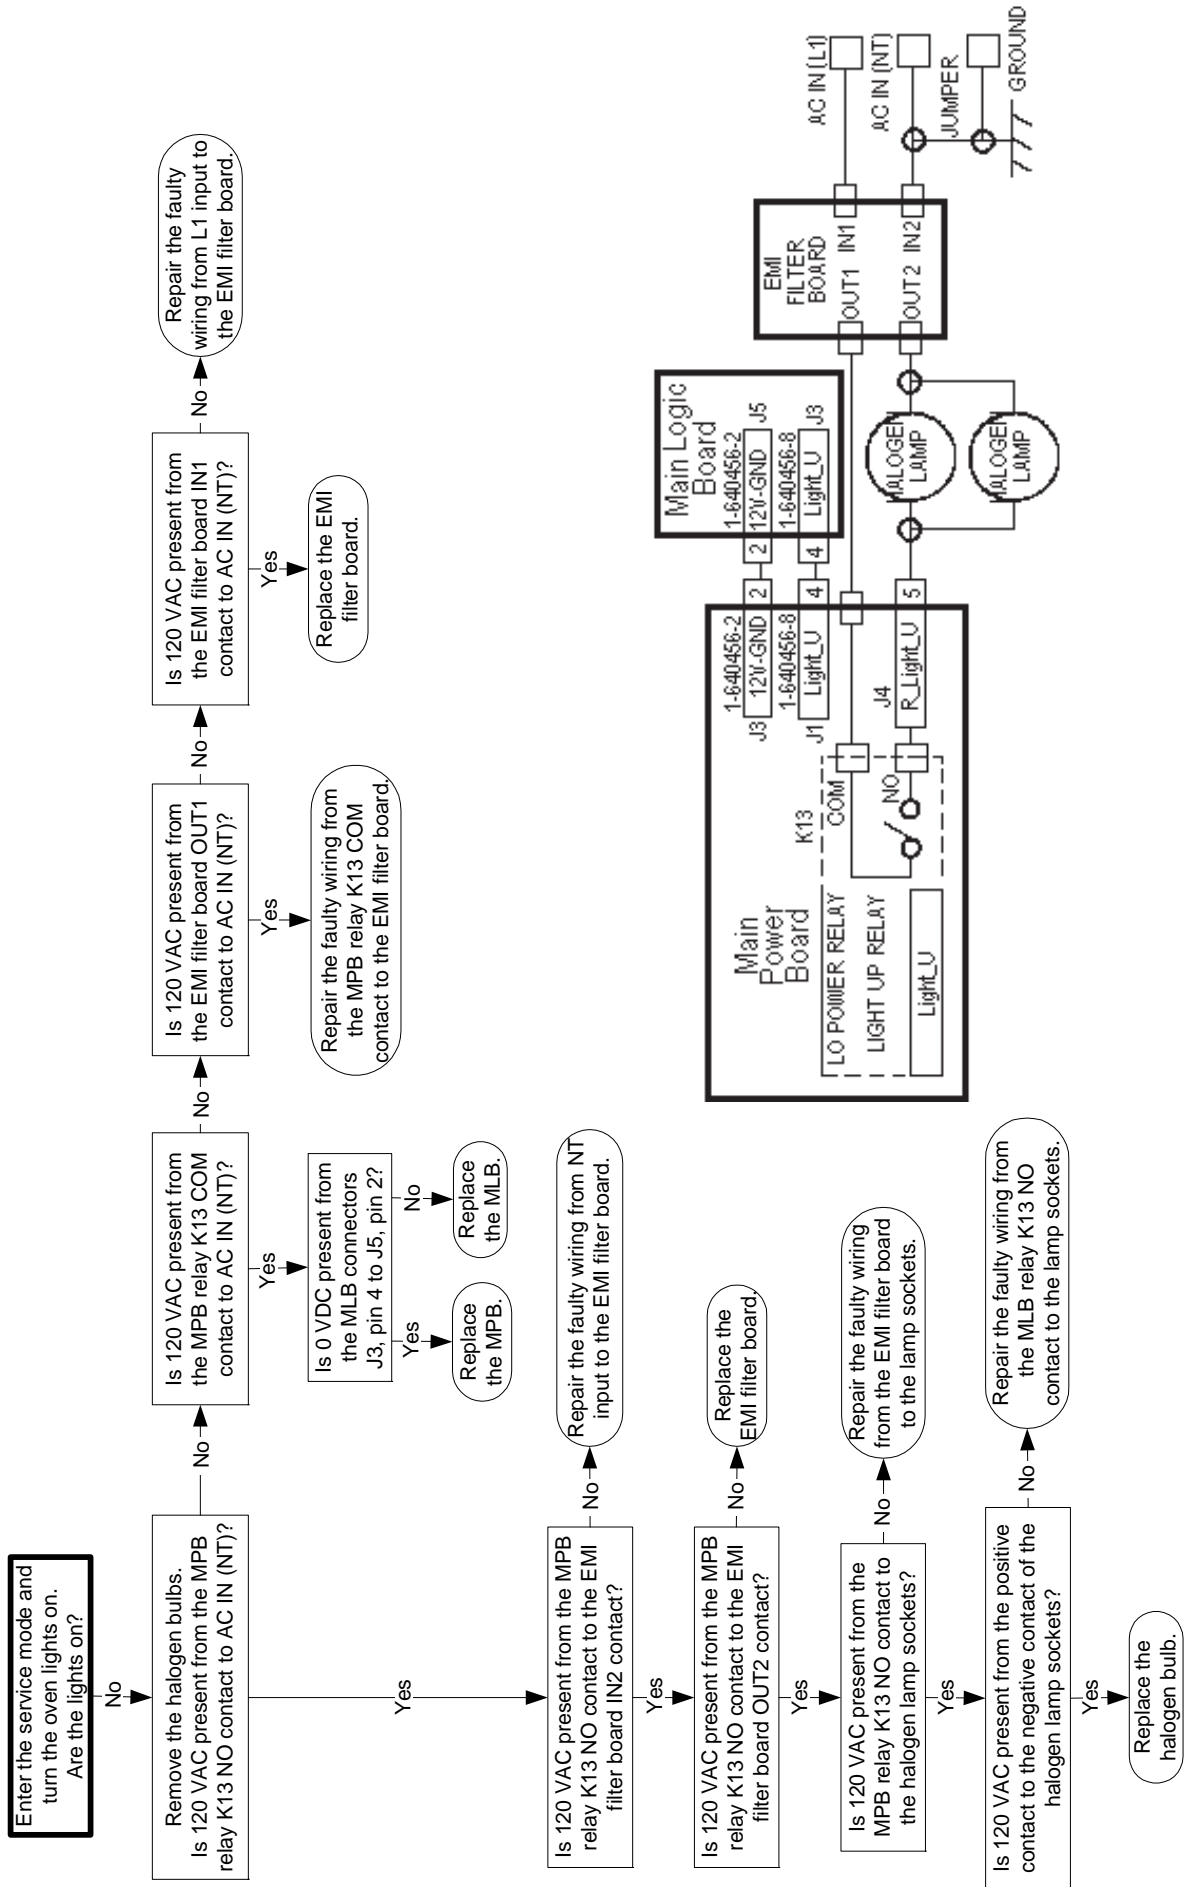 Enter the service mode and
turn the oven lights on.
Are the lights on?
No
Remove the halogen bulbs.
Is 120 VAC present from the MPB
relay K13 NO contact to AC IN (NT)?
No
Is 120 VAC present from
the MPB relay K13 COM
contact to AC IN (NT)?
No
Is 120 VAC present from
the EMI filter board OUT1
contact to AC IN (NT)?
No
Is 120 VAC present from
the EMI filter board IN1
contact to AC IN (NT)?
No
Repair the faulty
wiring from L1 input to
the EMI filter board.
Yes
Is 0 VDC present from
the MLB connectors
J3, pin 4 to J5, pin 2?
Yes
Replace
the MPB.
No
Replace
the MLB.
Yes
Repair the faulty wiring from
the MPB relay K13 COM
contact to the EMI filter board.
Yes
Replace the EMI
filter board.
Yes
Is 120 VAC present from the MPB
relay K13 NO contact to the EMI
filter board IN2 contact?
No
Repair the faulty wiring from NT
input to the EMI filter board.
Yes
Is 120 VAC present from the MPB
relay K13 NO contact to the EMI
filter board OUT2 contact?
No
Replace the
EMI filter board.
Yes
Is 120 VAC present from the
MPB relay K13 NO contact to
the halogen lamp sockets?
No
Repair the faulty wiring
from the EMI filter board
to the lamp sockets.
Yes
Is 120 VAC present from the positive
contact to the negative contact of the
halogen lamp sockets?
No
Repair the faulty wiring from
the MLB relay K13 NO
contact to the lamp sockets.
Yes
Replace the
halogen bulb.
Main
Power
Board
LO POWER RELAY
LIGHT UP RELAY
Light_U
K13
COM
NO
J3
1-640456-2
12V-GND
2
J1
1-640456-8
Light_U
4
J4
R_Light_U
5
Main Logic
Board
1-640456-2
2
12V-GND
J5
1-640456-8
4
Light_U
J3
HALOGEN
LAMP
HALOGEN
LAMP
EMI
FILTER
BOARD
OUT1 IN1
OUT2 IN2
AC IN (L1)
AC IN (NT)
JUMPER
GROUND